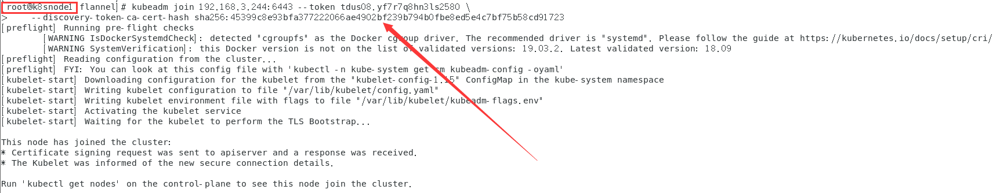 [root@k8snode1 flannel]# kubeadm join 192.168.3.244:6443 --token tdus08.yf7r7q8hn3ls2580 \
>     --discovery-token-ca-cert-hash sha256:45399c8e93bfa377222066ae4902bf239b794b0fbe8ed5e4c7bf75b58cd91723
[preflight] Running pre-flight checks
        [WARNING IsDockerSystemdCheck]: detected "cgroupfs" as the Docker cgroup driver. The recommended driver is "systemd". Please follow the guide at https://kubernetes.io/docs/setup/cri/
        [WARNING SystemVerification]: this Docker version is not on the list of validated versions: 19.03.2. Latest validated version: 18.09
[preflight] Reading configuration from the cluster...
[preflight] FYI: You can look at this config file with 'kubectl -n kube-system get cm kubeadm-config -oyaml'
[kubelet-start] Downloading configuration for the kubelet from the "kubelet-config-1.15" ConfigMap in the kube-system namespace
[kubelet-start] Writing kubelet configuration to file "/var/lib/kubelet/config.yaml"
[kubelet-start] Writing kubelet environment file with flags to file "/var/lib/kubelet/kubeadm-flags.env"
[kubelet-start] Activating the kubelet service
[kubelet-start] Waiting for the kubelet to perform the TLS Bootstrap...

This node has joined the cluster:
* Certificate signing request was sent to apiserver and a response was received.
* The Kubelet was informed of the new secure connection details.

Run 'kubectl get nodes' on the control-plane to see this node join the cluster.